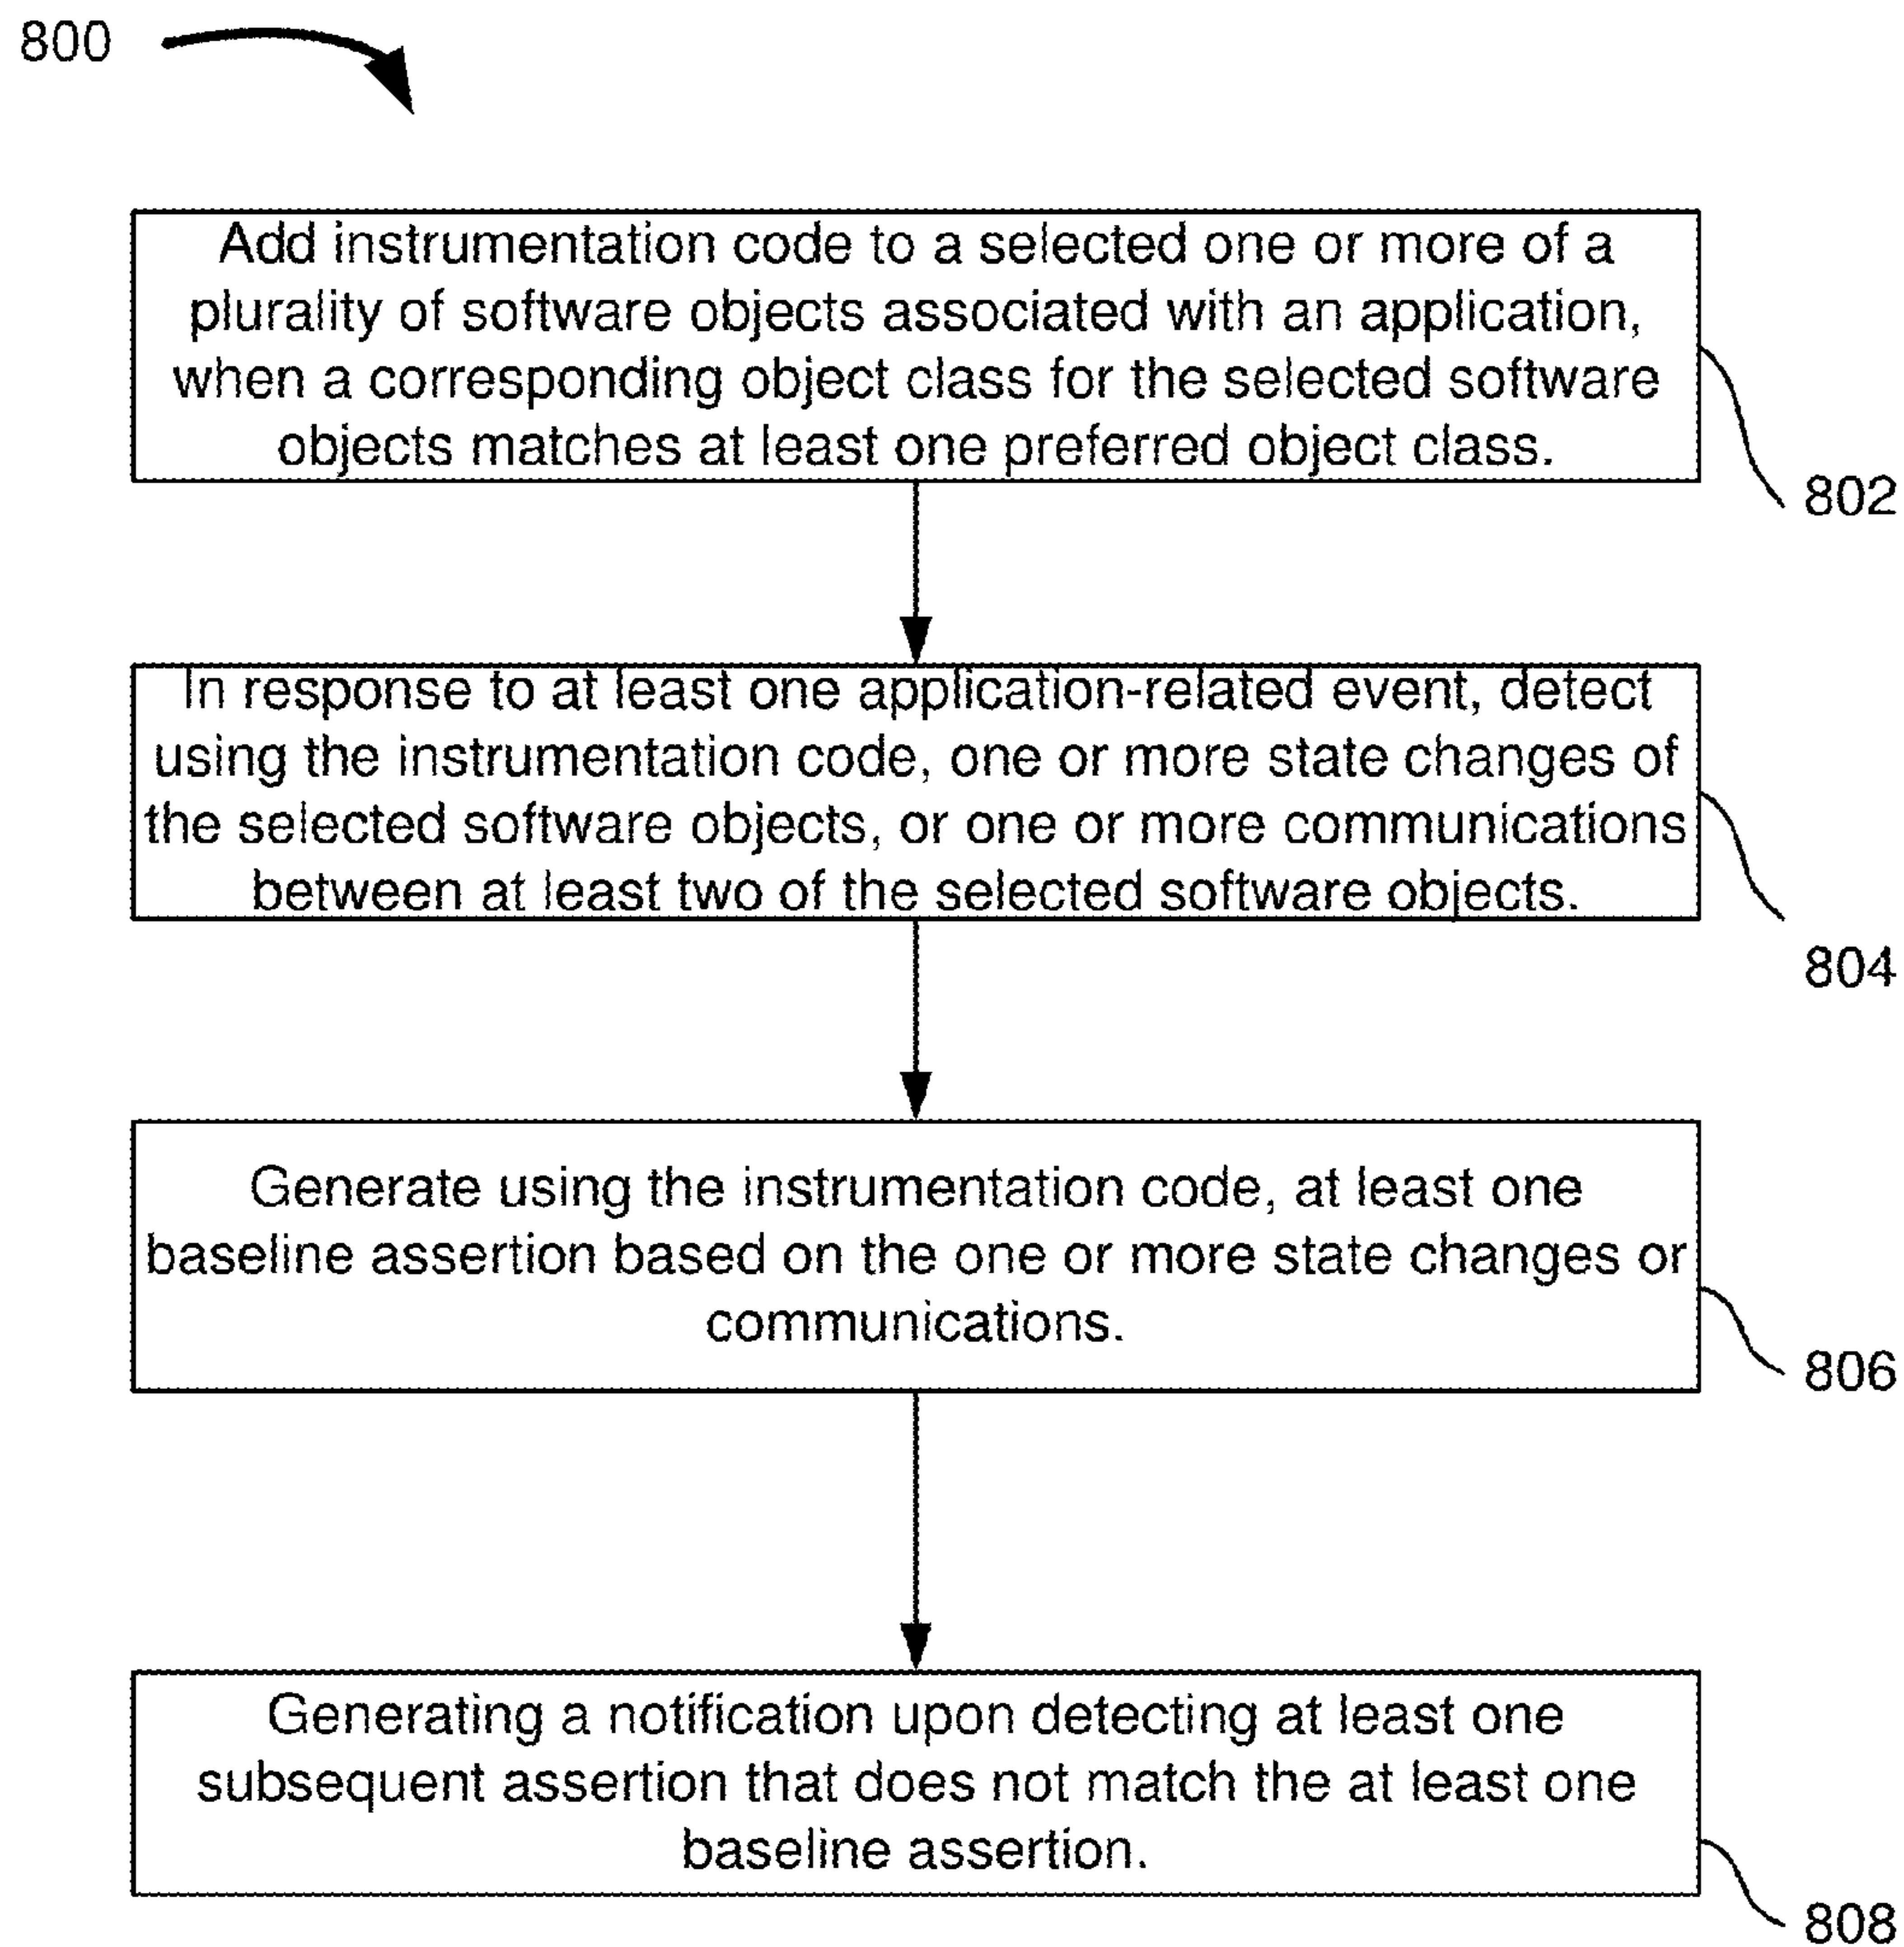 800
Add instrumentation code to a selected one or more of a
plurality of software objects associated with an application,
when a corresponding object class for the selected software
objects matches at least one preferred object class.
802
In response to at least one application-related event, detect
using the instrumentation code, one or more state changes of
the selected software objects, or one or more communications
between at least two of the selected software objects.
804
Generate using the instrumentation code, at least one
baseline assertion based on the one or more state changes or
communications.
806
Generating a notification upon detecting at least one
subsequent assertion that does not match the at least one
baseline assertion.
808